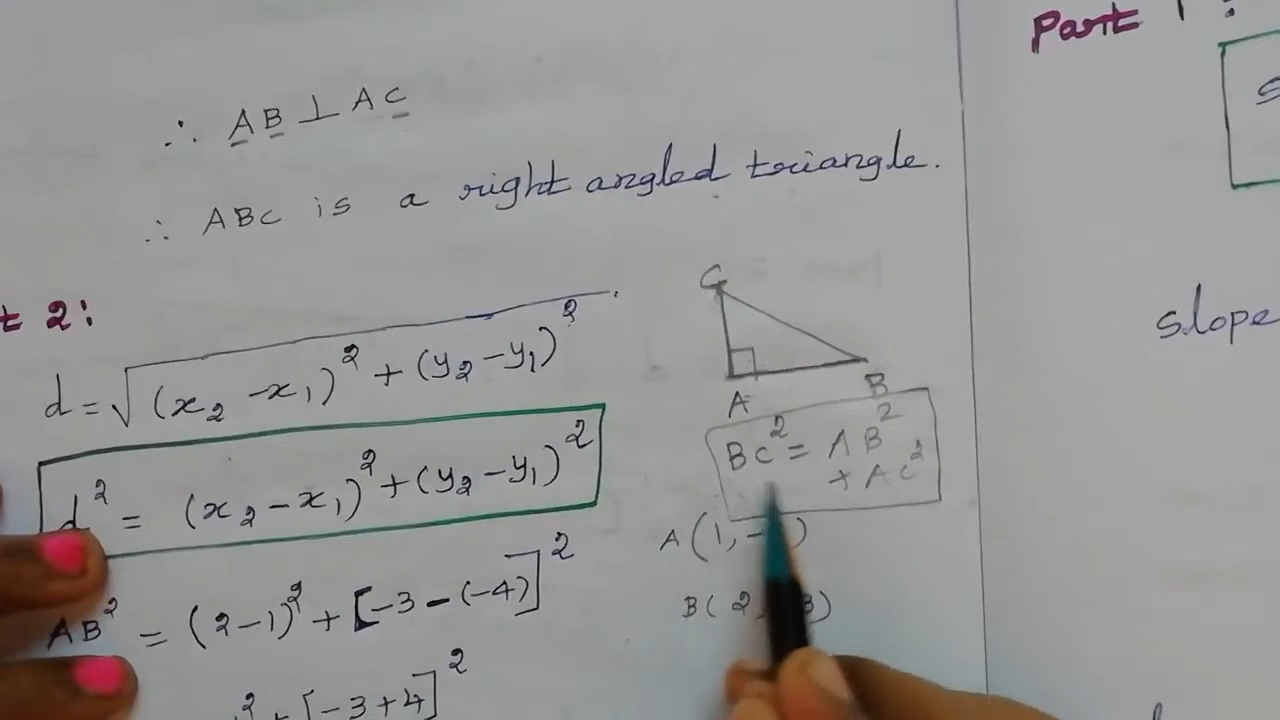 ∴ AB ⊥ AC
∴ ABC is a right angled triangle.
t 2:
d = √(x₂ - x₁)² + (y₂ - y₁)²
d² = (x₂ - x₁)² + (y₂ - y₁)²
AB² = (2-1)² + [-3-(-4)]²
² + [-3+4]²
C
A
B
BC² = AB²
+ AC²
A(1, -
B(2,
Part 1:
S
slope